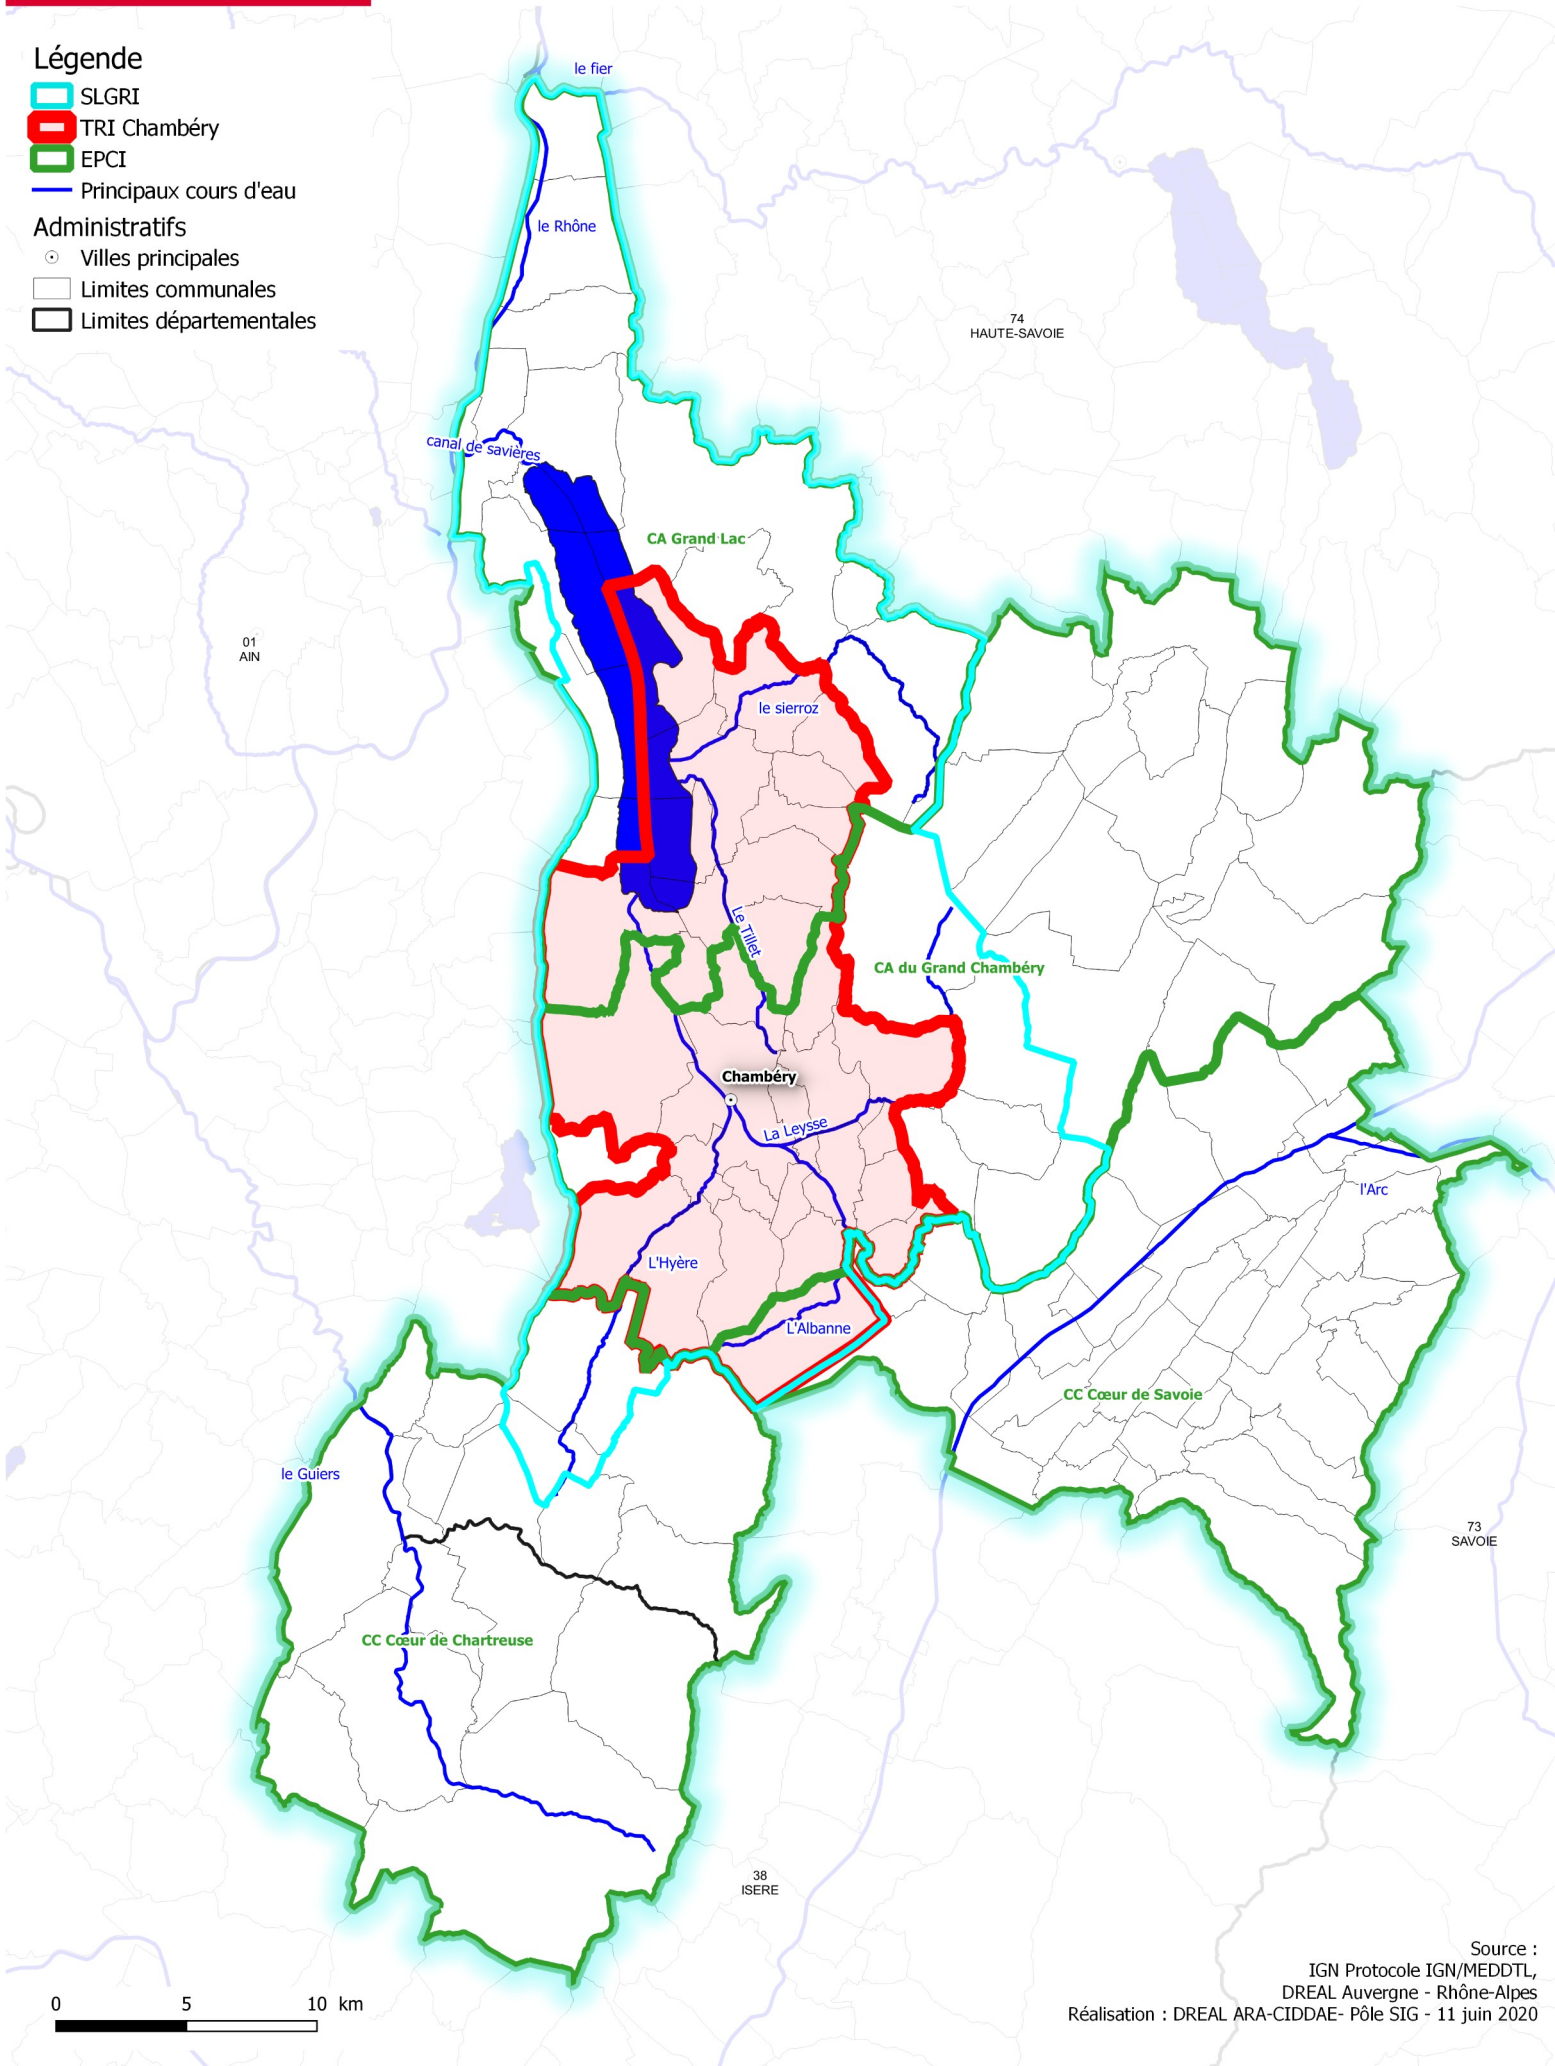 Légende
SLGRI
TRI Chambéry
EPCI
Principaux cours d'eau
Administratifs
Villes principales
Limites communales
Limites départementales
le fier
le Rhône
74
HAUTE-SAVOIE
canal de savières
CA Grand Lac
01
AIN
le sierroz
Le Tillet
CA du Grand Chambéry
Chambéry
La Leysse
l'Arc
L'Hyère
L'Albanne
CC Cœur de Savoie
le Guiers
73
SAVOIE
CC Cœur de Chartreuse
38
ISERE
Source :
IGN Protocole IGN/MEDDTL,
DREAL Auvergne - Rhône-Alpes
Réalisation : DREAL ARA-CIDDAE- Pôle SIG - 11 juin 2020
0 5 10 km